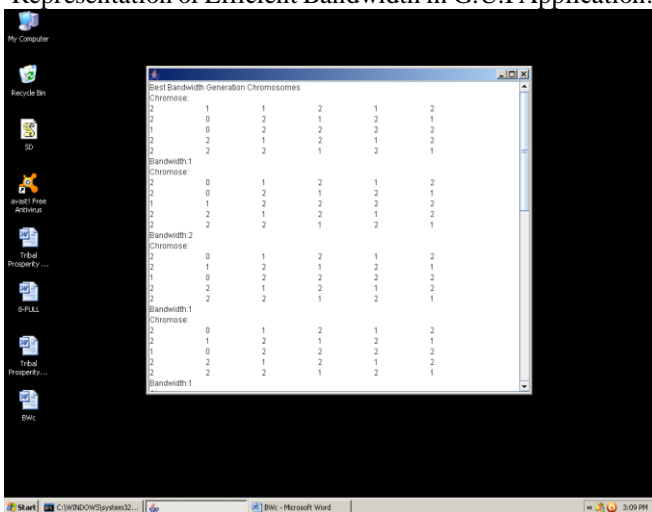 Representation of Efficient Bandwidth in G.U.I Application.
My Computer
Recycle Bin
SD
avast! Free
Antivirus
Tribal
Prosperity ...
8-FULL
Tribal
Prosperity...
BWc
Best Bandwidth Generation Chromosomes
Chromose:
2 1 1 2 1 2
2 0 2 1 2 1
1 0 2 2 2 2
2 2 1 2 1 2
2 2 2 1 2 1
Bandwidth:1
Chromose:
2 0 1 2 1 2
2 0 2 1 2 1
1 1 2 2 2 2
2 2 1 2 1 2
2 2 2 1 2 1
Bandwidth:2
Chromose:
2 0 1 2 1 2
2 1 2 1 2 1
1 0 2 2 2 2
2 2 1 2 1 2
2 2 2 1 2 1
Bandwidth:1
Chromose:
2 0 1 2 1 2
2 1 2 1 2 1
1 0 2 2 2 2
2 2 1 2 1 2
2 2 2 1 2 1
Bandwidth:1
Start C:\WINDOWS\system32... BWc - Microsoft Word 3:09 PM